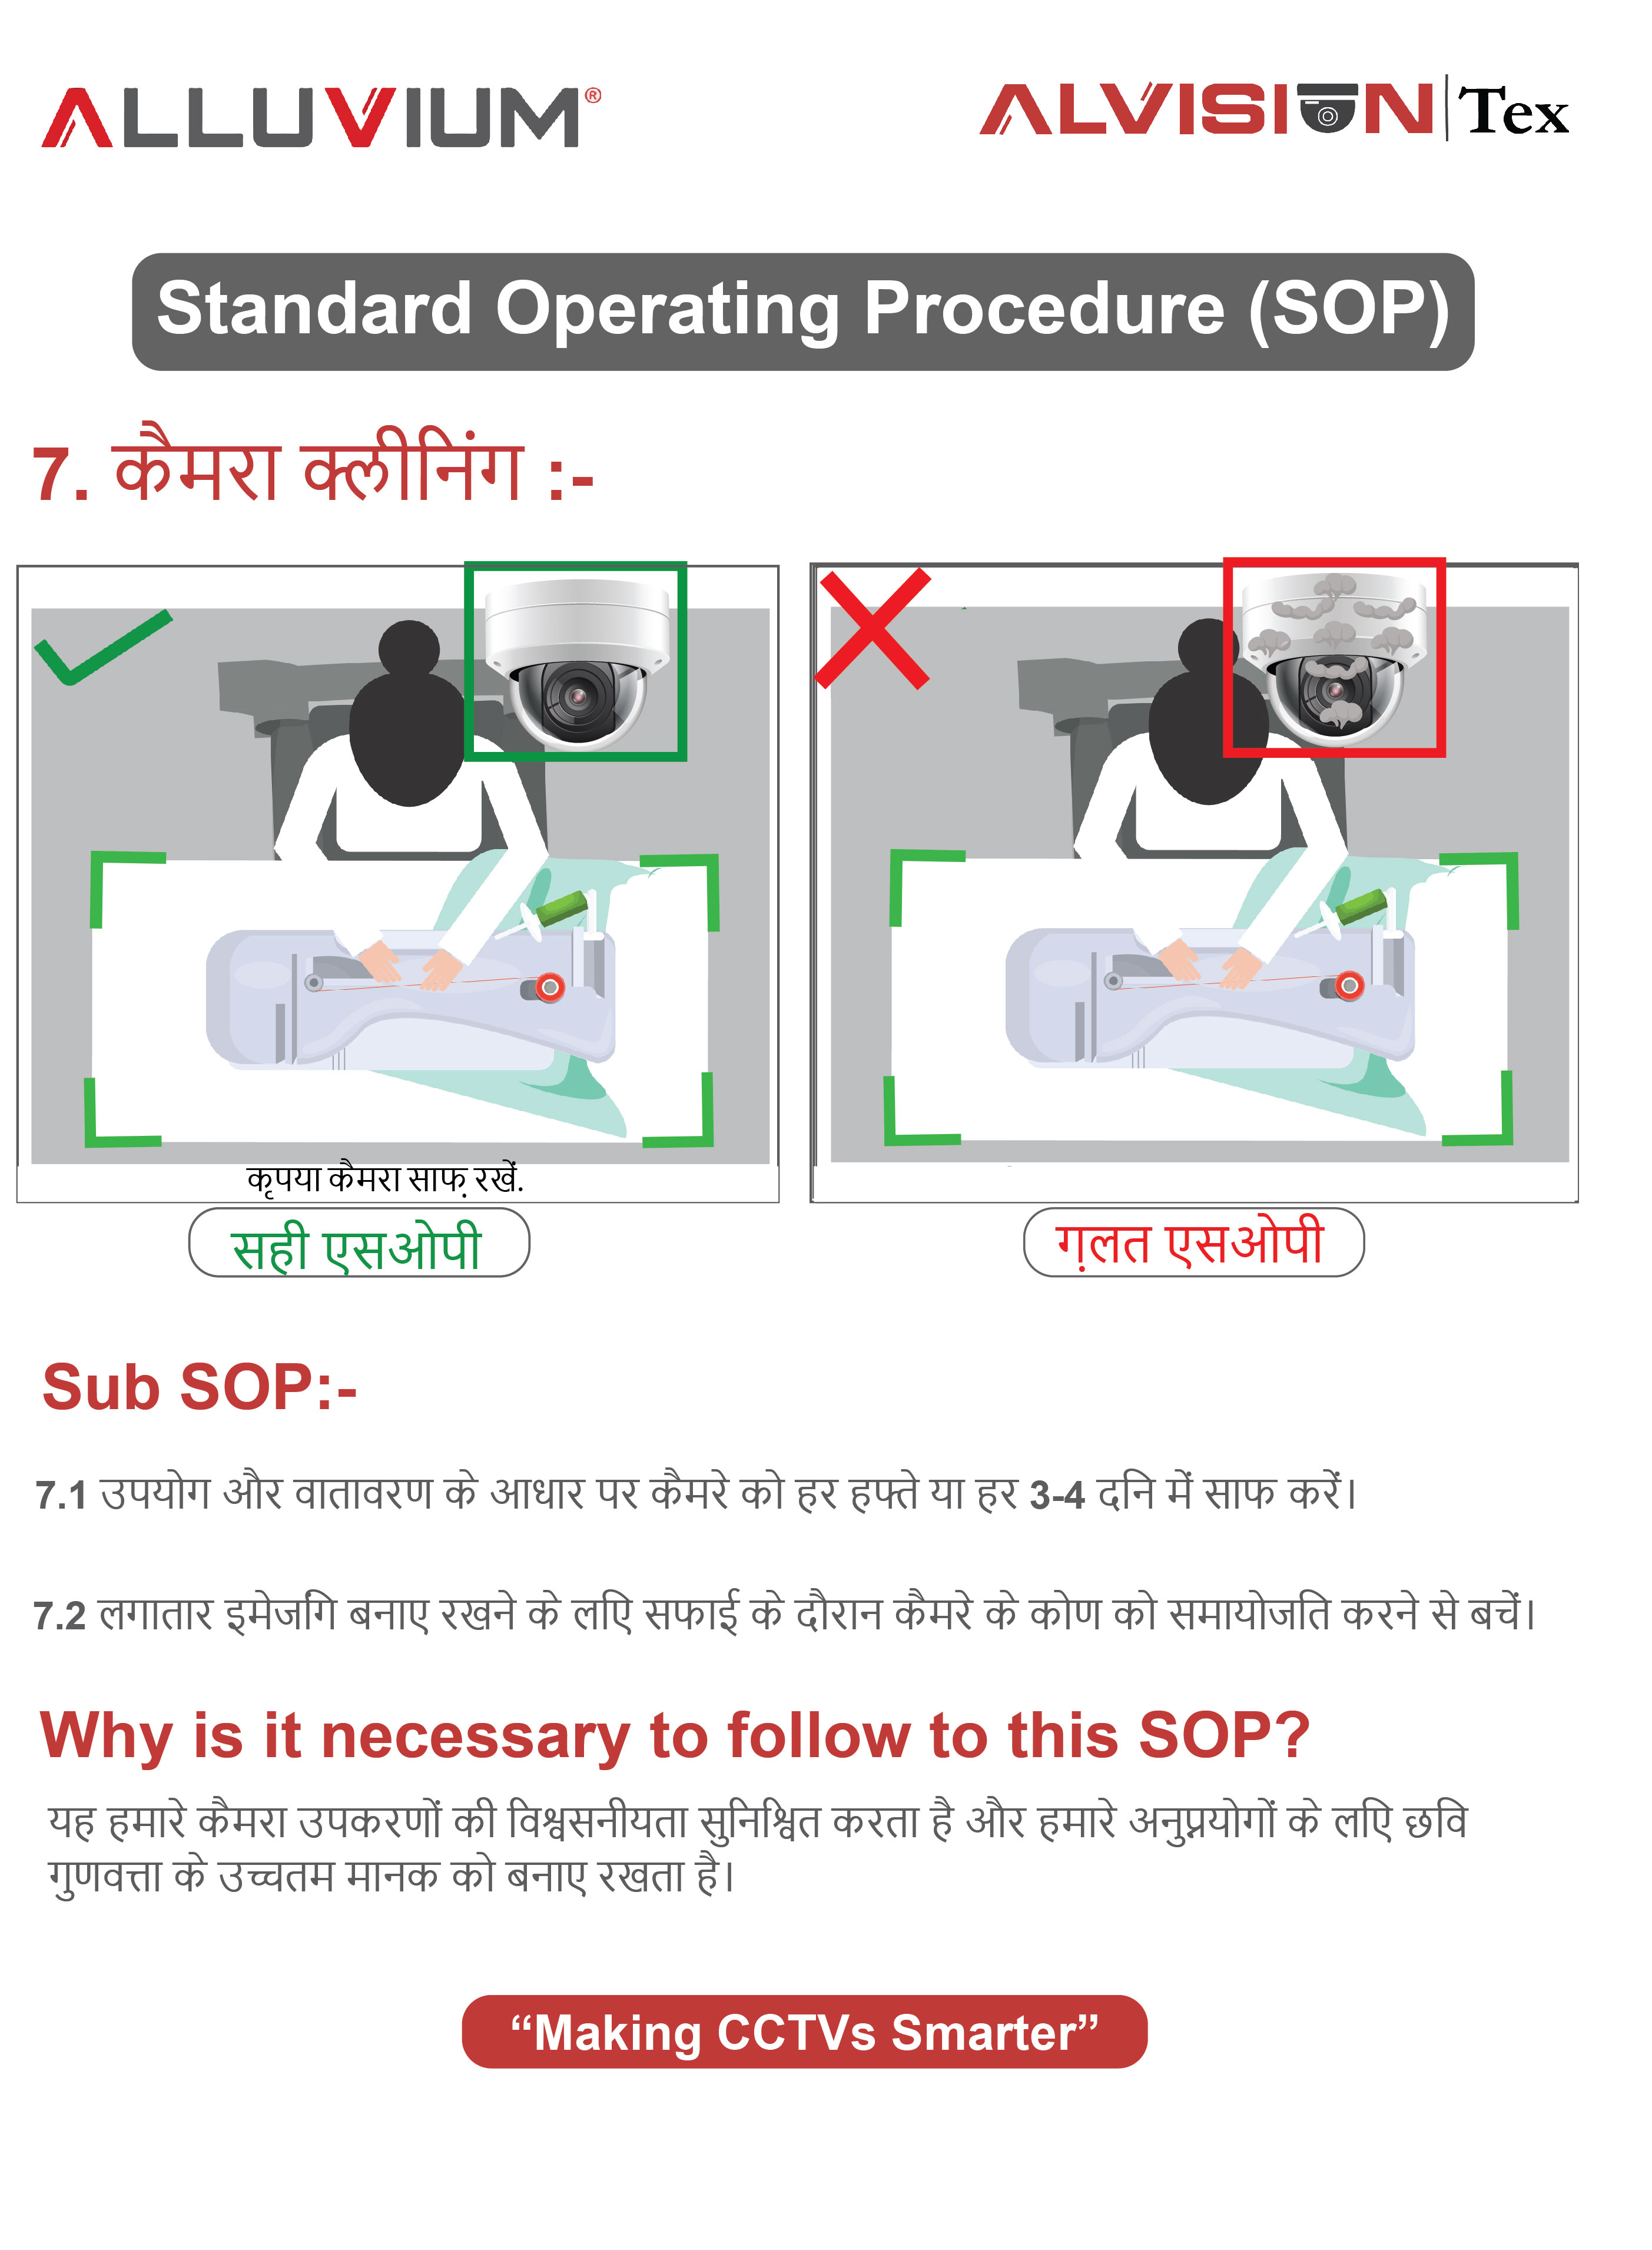 ALLUVIUM®
ALVISION | Tex
Standard Operating Procedure (SOP)
7. कैमरा क्लीनिंग :-
कृपया कैमरा साफ़ रखें.
सही एसओपी
ग़लत एसओपी
Sub SOP:-
7.1 उपयोग और वातावरण के आधार पर कैमरे को हर हफ्ते या हर 3-4 दिन में साफ करें।
7.2 लगातार इमेजिंग बनाए रखने के लिए सफाई के दौरान कैमरे के कोण को समायोजित करने से बचें।
Why is it necessary to follow to this SOP?
यह हमारे कैमरा उपकरणों की विश्वसनीयता सुनिश्चित करता है और हमारे अनुप्रयोगों के लिए छवि
गुणवत्ता के उच्चतम मानक को बनाए रखता है।
“Making CCTVs Smarter”